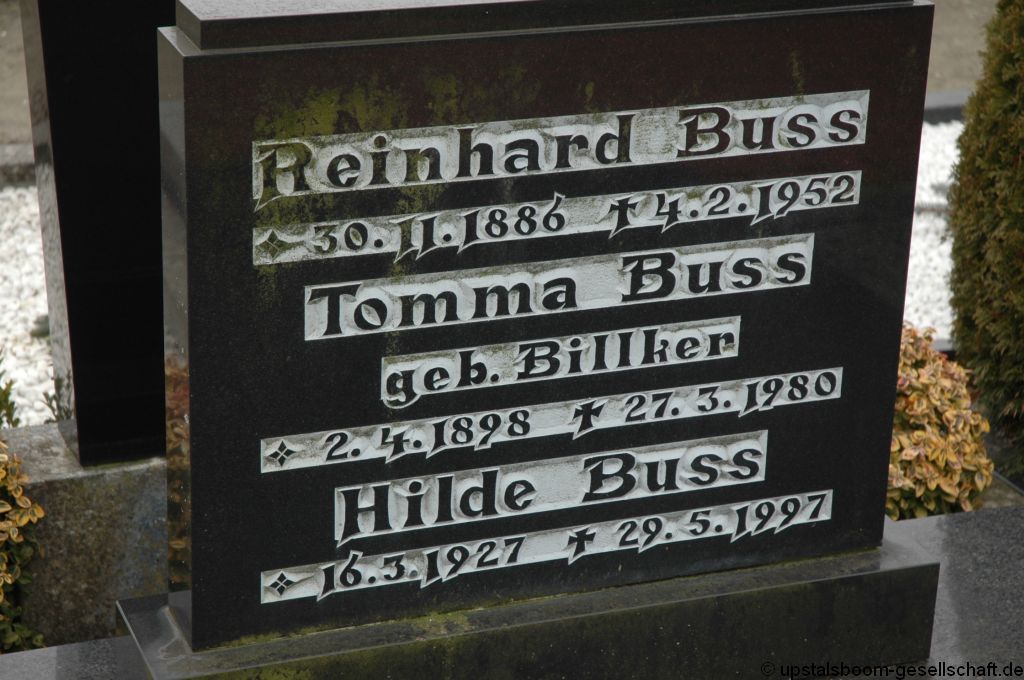 Reinhard Buss
✧ 30.11.1886 ✝ 4.2.1952
Tomma Buss
geb. Billker
✧ 2.4.1898 ✝ 27.3.1980
Hilde Buss
✧ 16.3.1927 ✝ 29.5.1997
© upstalsboom-gesellschaft.de